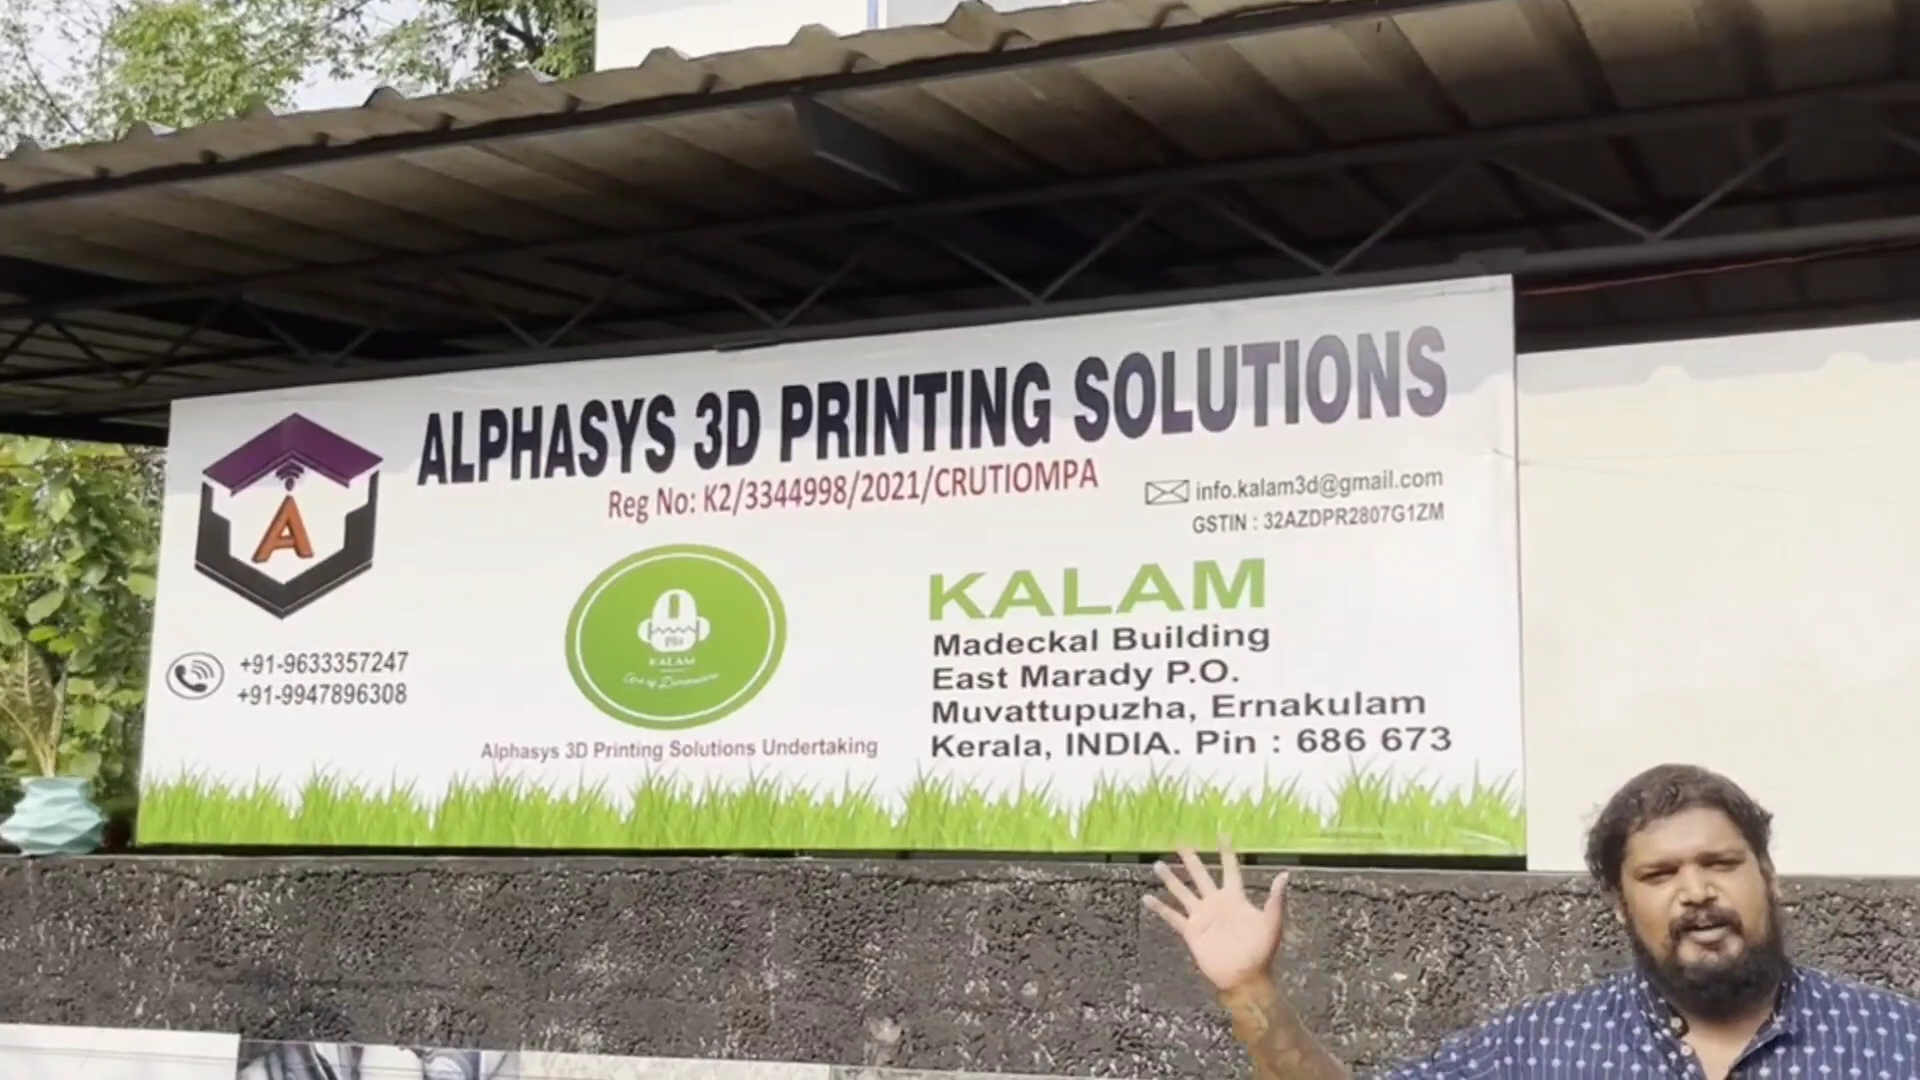 ALPHASYS 3D PRINTING SOLUTIONS
Reg No: K2/3344998/2021/CRUTIOMPA
info.kalam3d@gmail.com
GSTIN : 32AZDPR2807G1ZM
A
+91-9633357247
+91-9947896308
KALAM
Alphasys 3D Printing Solutions Undertaking
KALAM
Madeckal Building
East Marady P.O.
Muvattupuzha, Ernakulam
Kerala, INDIA. Pin : 686 673